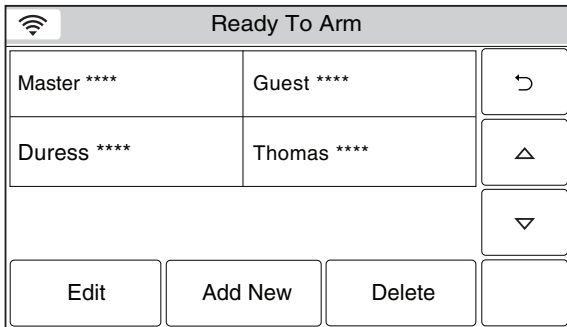 Ready To Arm
Master ****
Guest ****
Duress ****
Thomas ****
Edit
Add New
Delete